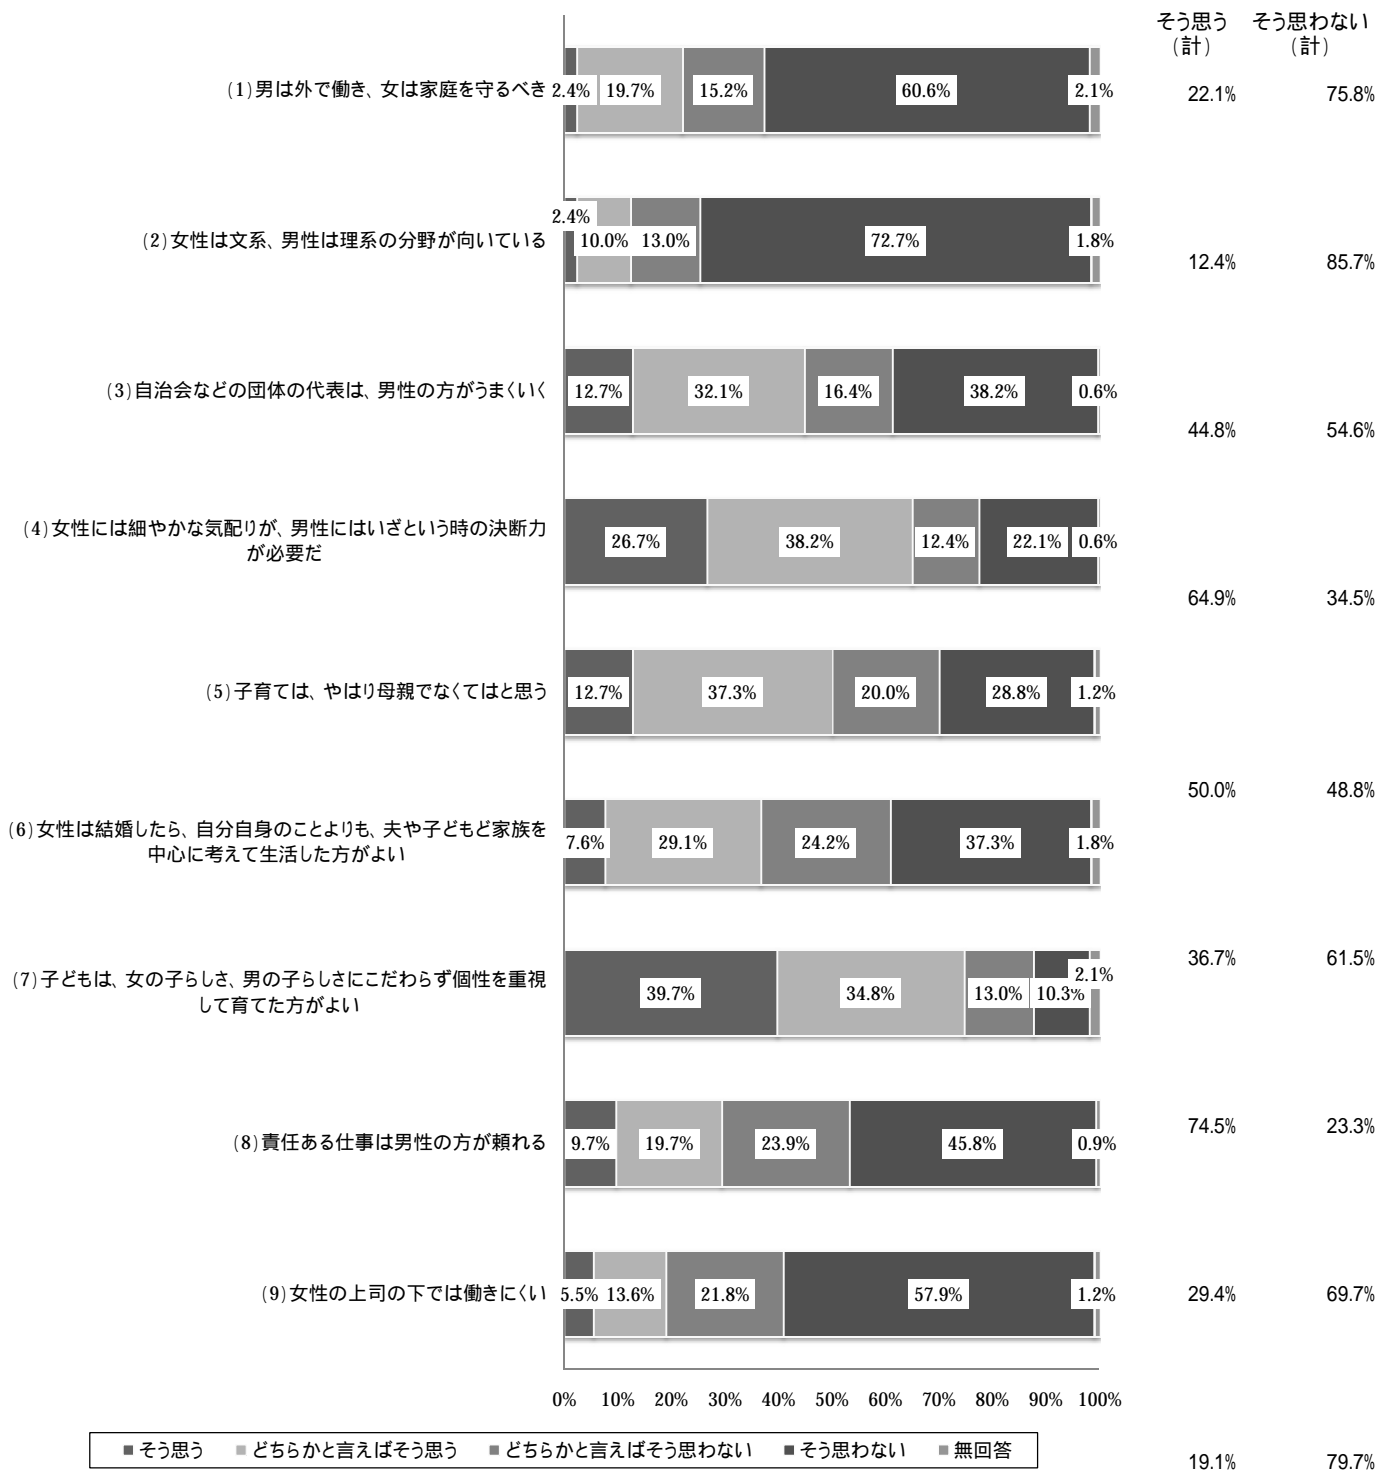 そう思う そう思わない
(計) (計)
(1)男は外で働き、女は家庭を守るべき 2.4% 19.7% 15.2% 60.6% 2.1% 22.1% 75.8%
2.4%
(2)女性は文系、男性は理系の分野が向いている 10.0% 13.0% 72.7% 1.8%
12.4% 85.7%
(3)自治会などの団体の代表は、男性の方がうまくいく 12.7% 32.1% 16.4% 38.2% 0.6%
44.8% 54.6%
(4)女性には細やかな気配りが、男性にはいざという時の決断力
が必要だ
26.7% 38.2% 12.4% 22.1% 0.6%
64.9% 34.5%
(5)子育ては、やはり母親でなくてはと思う 12.7% 37.3% 20.0% 28.8% 1.2%
50.0% 48.8%
(6)女性は結婚したら、自分自身のことよりも、夫や子どもど家族を
中心に考えて生活した方がよい
7.6% 29.1% 24.2% 37.3% 1.8%
36.7% 61.5%
(7)子どもは、女の子らしさ、男の子らしさにこだわらず個性を重視
して育てた方がよい
39.7% 34.8% 13.0% 10.3% 2.1%
74.5% 23.3%
(8)責任ある仕事は男性の方が頼れる 9.7% 19.7% 23.9% 45.8% 0.9%
(9)女性の上司の下では働きにくい 5.5% 13.6% 21.8% 57.9% 1.2% 29.4% 69.7%
0% 10% 20% 30% 40% 50% 60% 70% 80% 90% 100%
そう思う どちらかと言えばそう思う どちらかと言えばそう思わない そう思わない 無回答
19.1% 79.7%